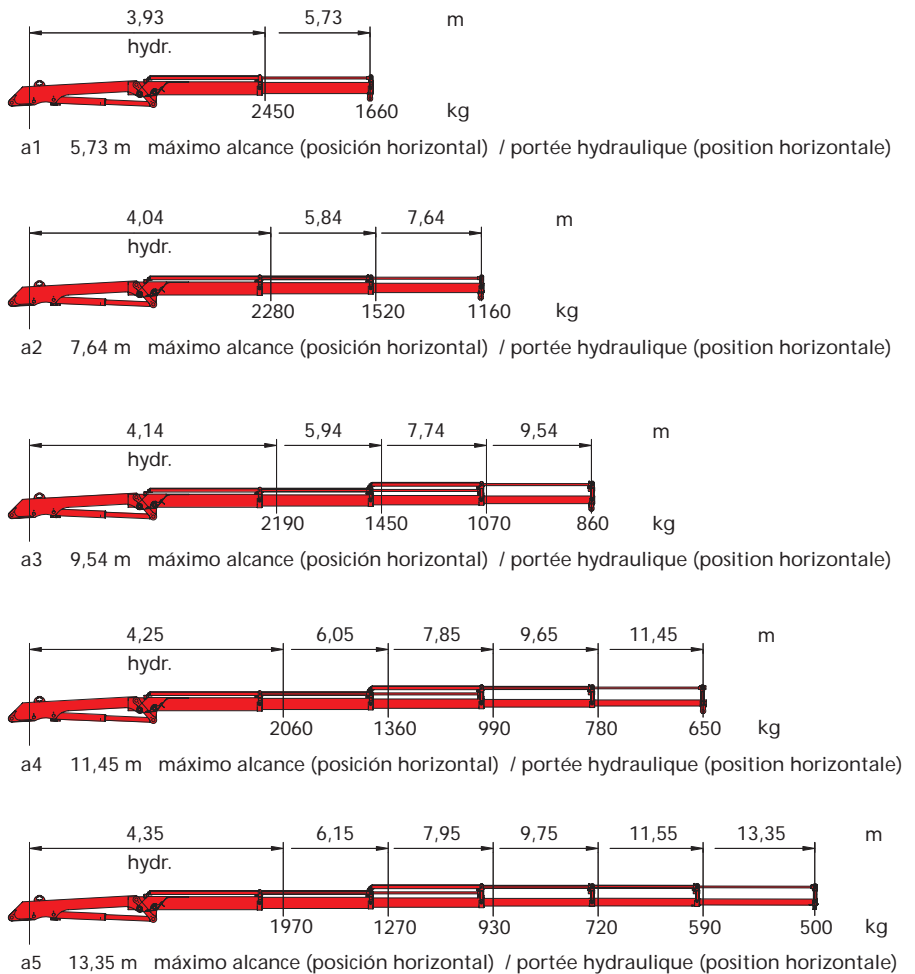 3,93 5,73 m
hydr.
2450 1660 kg
a1 5,73 m máximo alcance (posición horizontal) / portée hydraulique (position horizontale)
4,04 5,84 7,64 m
hydr.
2280 1520 1160 kg
a2 7,64 m máximo alcance (posición horizontal) / portée hydraulique (position horizontale)
4,14 5,94 7,74 9,54 m
hydr.
2190 1450 1070 860 kg
a3 9,54 m máximo alcance (posición horizontal) / portée hydraulique (position horizontale)
4,25 6,05 7,85 9,65 11,45 m
hydr.
2060 1360 990 780 650 kg
a4 11,45 m máximo alcance (posición horizontal) / portée hydraulique (position horizontale)
4,35 6,15 7,95 9,75 11,55 13,35 m
hydr.
1970 1270 930 720 590 500 kg
a5 13,35 m máximo alcance (posición horizontal) / portée hydraulique (position horizontale)